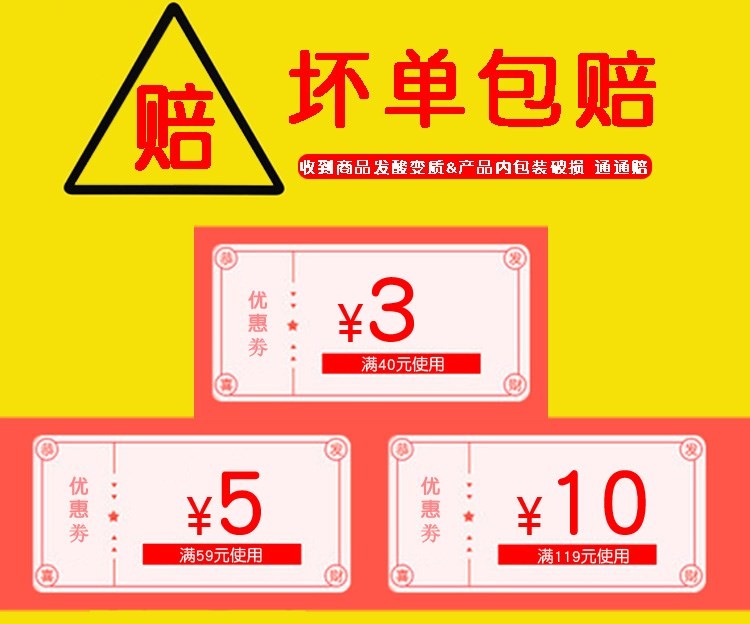 赔
坏单包赔
收到商品发酸变质&产品内包装破损 通通赔
恭 发
优惠券
¥3
满40元使用
喜 财
恭 发
优惠券
¥5
满59元使用
喜 财
恭 发
优惠券
¥10
满119元使用
喜 财